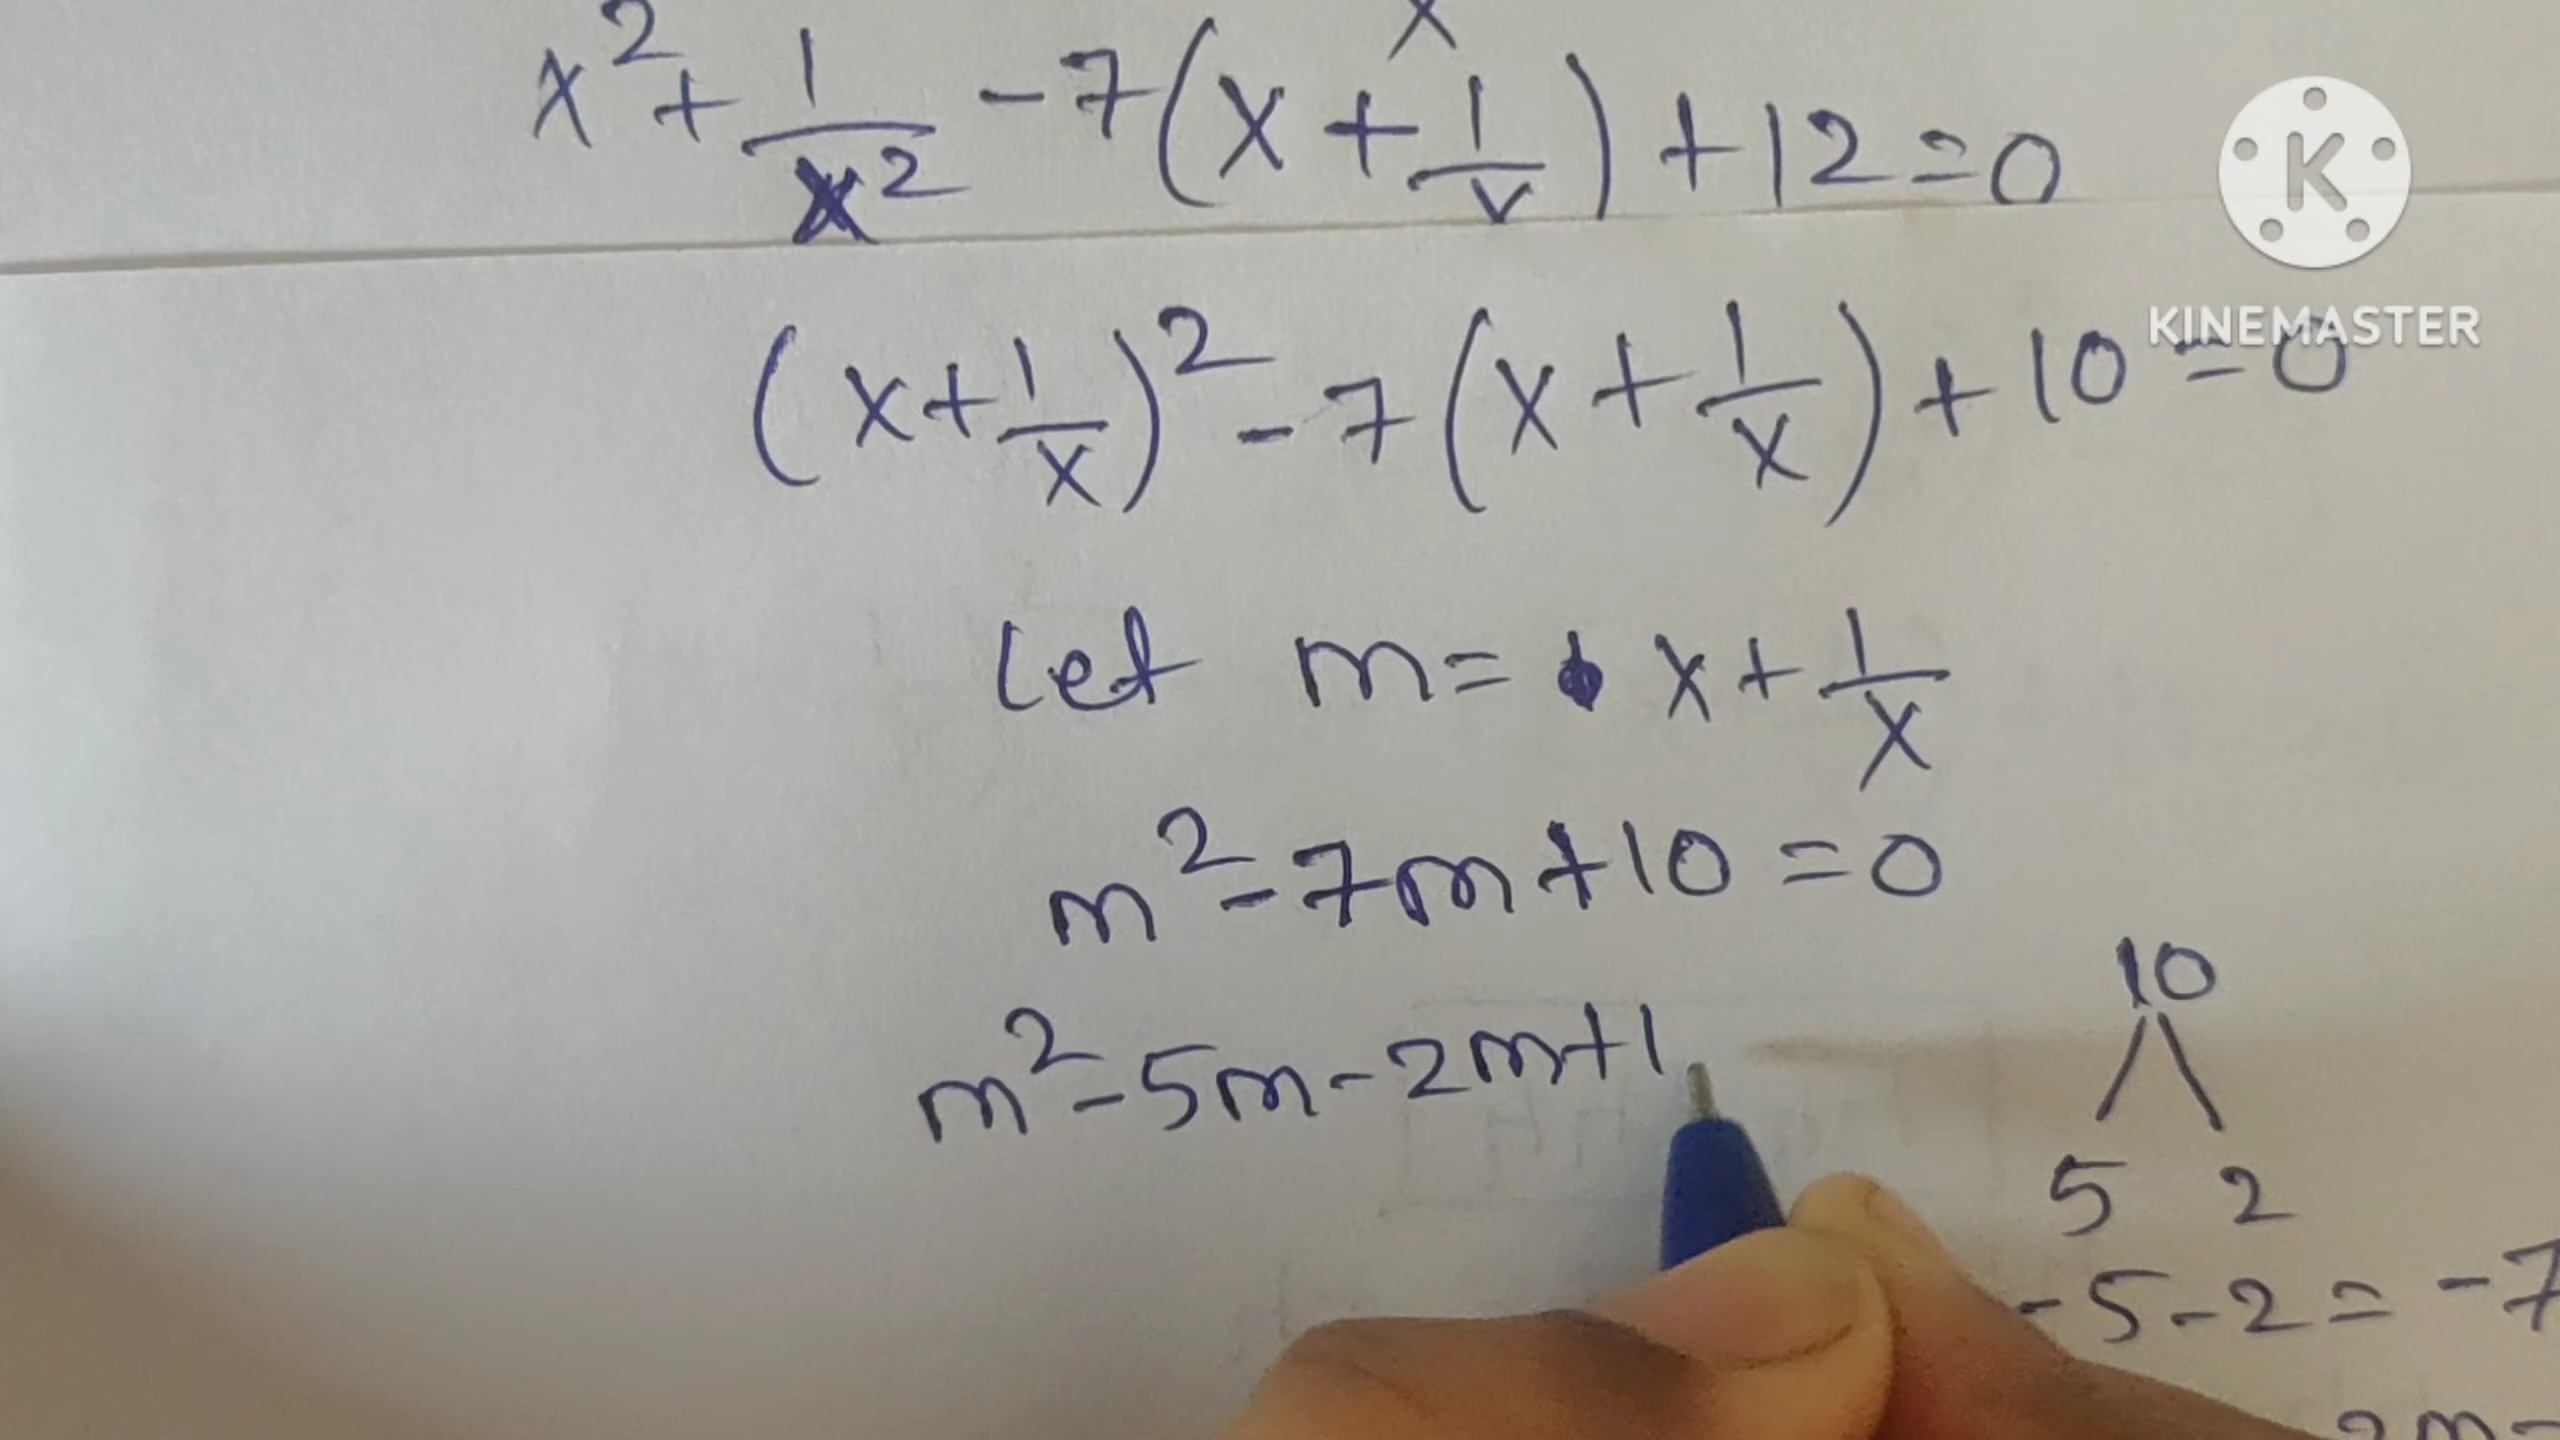 x
x² + 1/x² - 7(x + 1/x) + 12 = 0
K
KINEMASTER
(x + 1/x)² - 7(x + 1/x) + 10 = 0
Let m = x + 1/x
m² - 7m + 10 = 0
10
m² - 5m - 2m + 1
5 2
-5 - 2 = -7